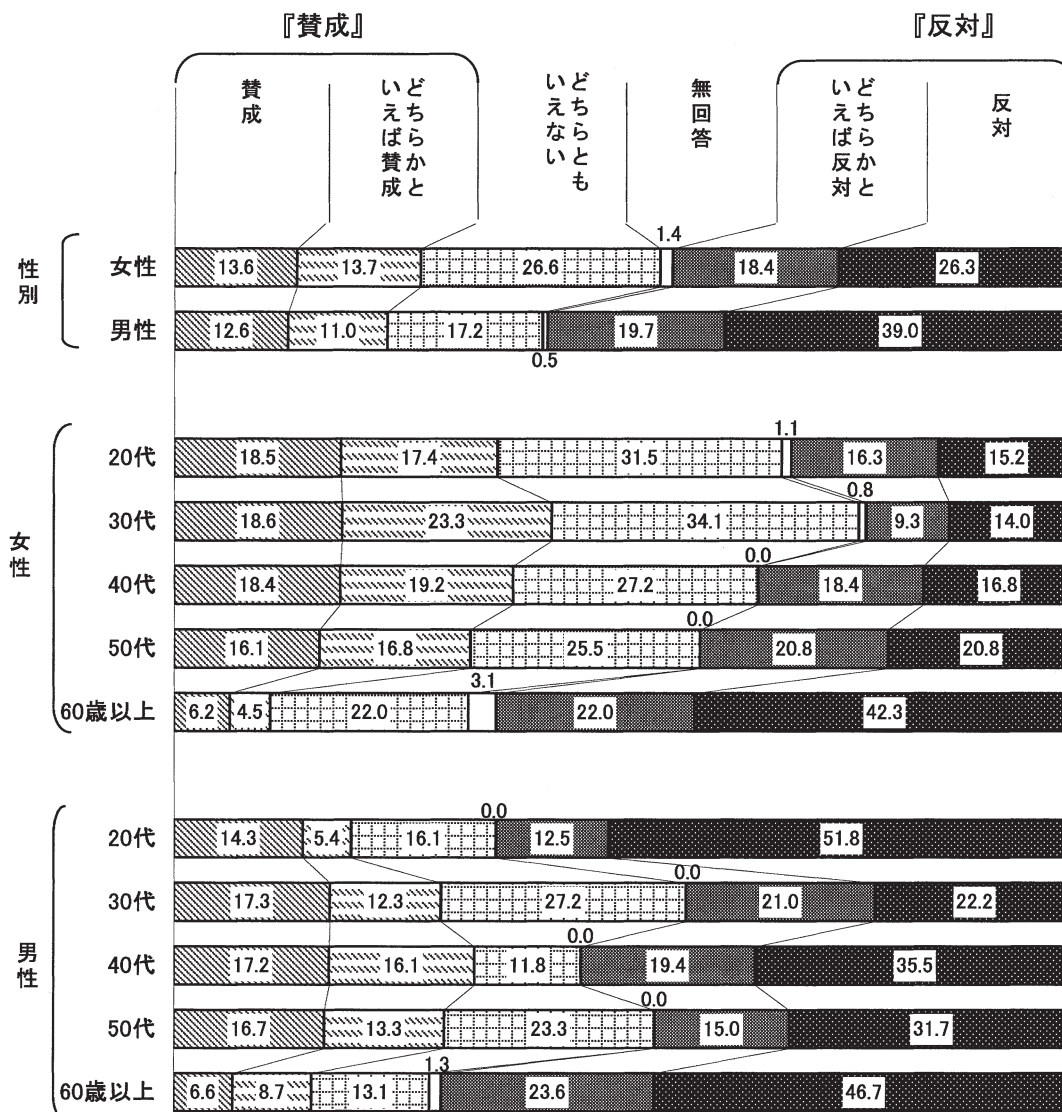 『賛成』
『反対』
賛成
どちらかと
いえば賛成
どちらとも
いえない
無回答
どちらかと
いえば反対
反対
性別
1.4
女性 13.6 13.7 26.6 18.4 26.3
男性 12.6 11.0 17.2 19.7 39.0
0.5
女性
1.1
20代 18.5 17.4 31.5 16.3 15.2
0.8
30代 18.6 23.3 34.1 9.3 14.0
0.0
40代 18.4 19.2 27.2 18.4 16.8
0.0
50代 16.1 16.8 25.5 20.8 20.8
3.1
60歳以上 6.2 4.5 22.0 22.0 42.3
男性
0.0
20代 14.3 5.4 16.1 12.5 51.8
0.0
30代 17.3 12.3 27.2 21.0 22.2
0.0
40代 17.2 16.1 11.8 19.4 35.5
0.0
50代 16.7 13.3 23.3 15.0 31.7
1.3
60歳以上 6.6 8.7 13.1 23.6 46.7